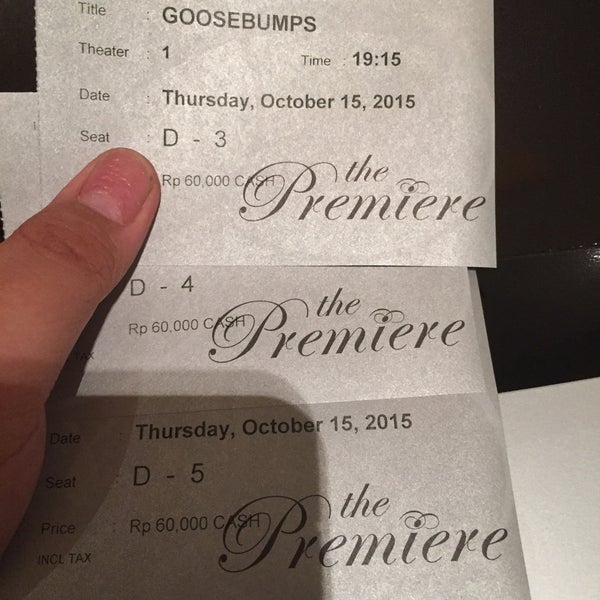 Title : GOOSEBUMPS
Theater : 1 Time : 19:15
Date : Thursday, October 15, 2015
Seat : D - 3
Rp 60,000 CASH
the
Premiere
D - 4
Rp 60,000 CASH
the
Premiere
TAX
Date : Thursday, October 15, 2015
Seat : D - 5
Price : Rp 60,000 CASH
the
Premiere
INCL TAX